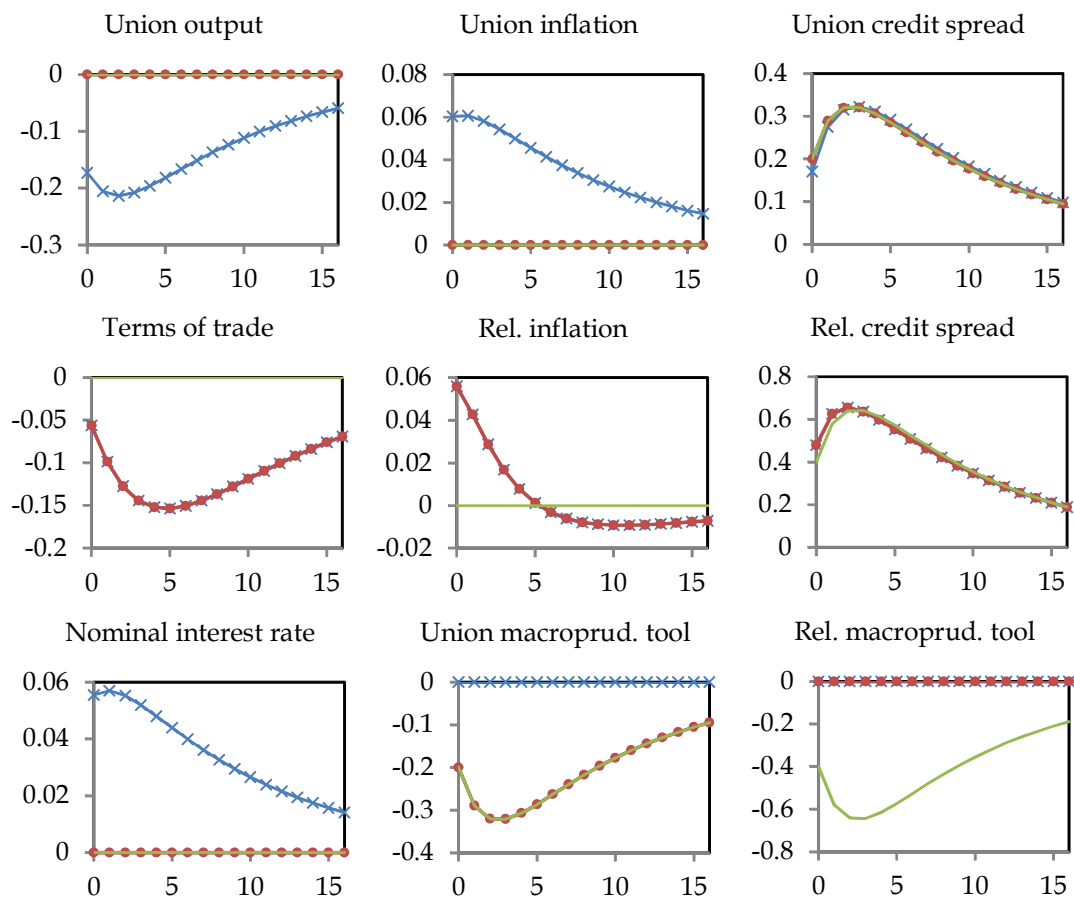 Union output Union inflation Union credit spread
0 0.08 0.4
-0.1 0.06 0.3
0.04 0.2
-0.2 0.02 0.1
-0.3 0 0
0 5 10 15 0 5 10 15 0 5 10 15
Terms of trade Rel. inflation Rel. credit spread
0 0.06 0.8
-0.05 0.04 0.6
-0.1 0.02 0.4
-0.15 0 0.2
-0.2 -0.02 0
0 5 10 15 0 5 10 15 0 5 10 15
Nominal interest rate Union macroprud. tool Rel. macroprud. tool
0.06 0 0
0.04 -0.1 -0.2
-0.2 -0.4
0.02 -0.3 -0.6
0 -0.4 -0.8
0 5 10 15 0 5 10 15 0 5 10 15